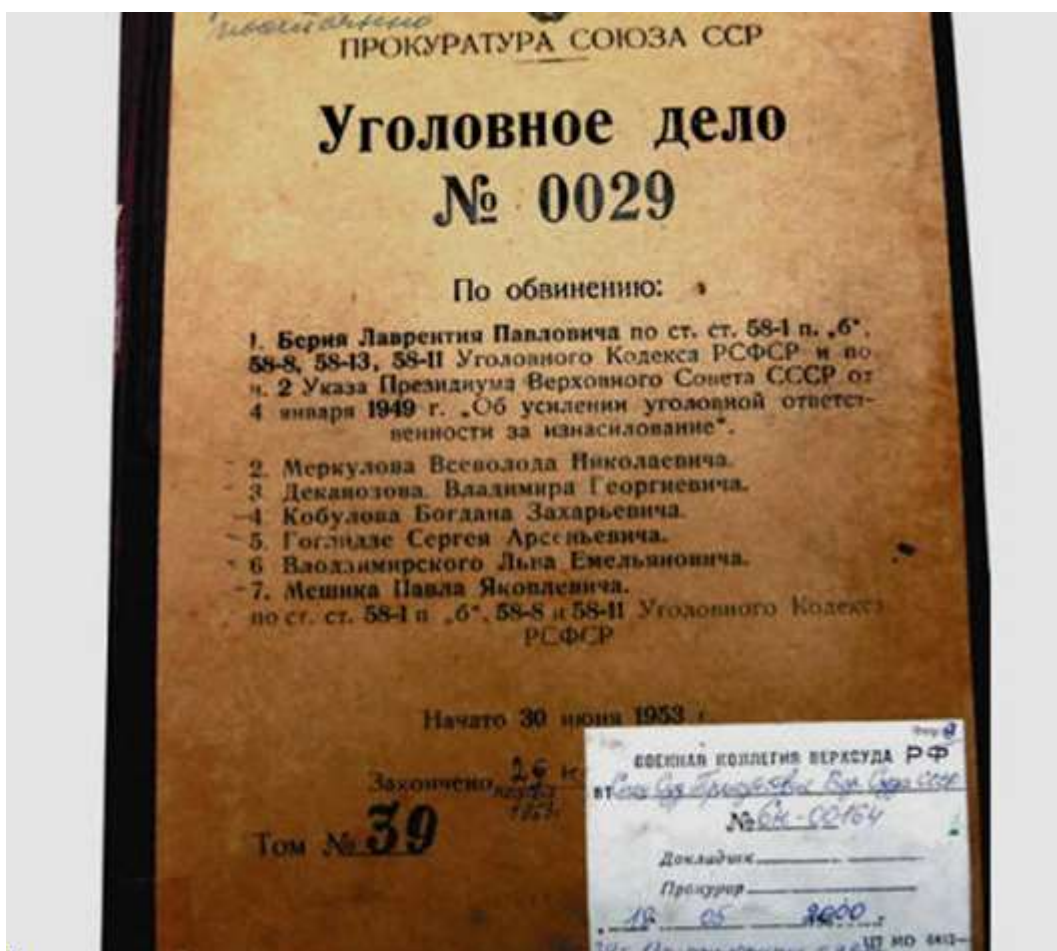 ПРОКУРАТУРА СОЮЗА ССР
Уголовное дело
№ 0029
По обвинению:
1. Берия Лаврентия Павловича по ст. ст. 58-1 п. „б“,
58-8, 58-13, 58-11 Уголовного Кодекса РСФСР и по
ч. 2 Указа Президиума Верховного Совета СССР от
4 января 1949 г. „Об усилении уголовной ответст-
венности за изнасилование“.
2. Меркулова Всеволода Николаевича.
3. Деканозова Владимира Георгиевича.
4 Кобулова Богдана Захарьевича
5. Гоглидзе Сергея Арсеньевича.
6 Влодзимирского Льва Емельяновича.
7. Мешика Павла Яковлевича.
по ст. ст. 58-1 п „б“, 58-8 и 58-11 Уголовного Кодекса
РСФСР
Начато 30 июня 1953 г.
Закончено 26
Том № 39
ВОЕННАЯ КОЛЛЕГИЯ ВЕРХСУДА РФ
№ 6н-00164
Докладчик
Прокурор
18 05 2000 г